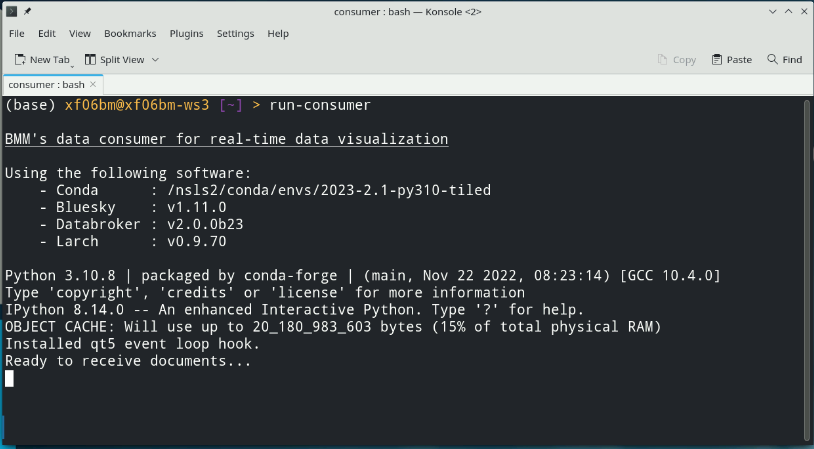 consumer : bash — Konsole <2>
File Edit View Bookmarks Plugins Settings Help
New Tab Split View Copy Paste Find
consumer : bash
(base) xf06bm@xf06bm-ws3 [~] > run-consumer
BMM's data consumer for real-time data visualization
Using the following software:
    - Conda      : /nsls2/conda/envs/2023-2.1-py310-tiled
    - Bluesky    : v1.11.0
    - Databroker : v2.0.0b23
    - Larch      : v0.9.70
Python 3.10.8 | packaged by conda-forge | (main, Nov 22 2022, 08:23:14) [GCC 10.4.0]
Type 'copyright', 'credits' or 'license' for more information
IPython 8.14.0 -- An enhanced Interactive Python. Type '?' for help.
OBJECT CACHE: Will use up to 20_180_983_603 bytes (15% of total physical RAM)
Installed qt5 event loop hook.
Ready to receive documents...